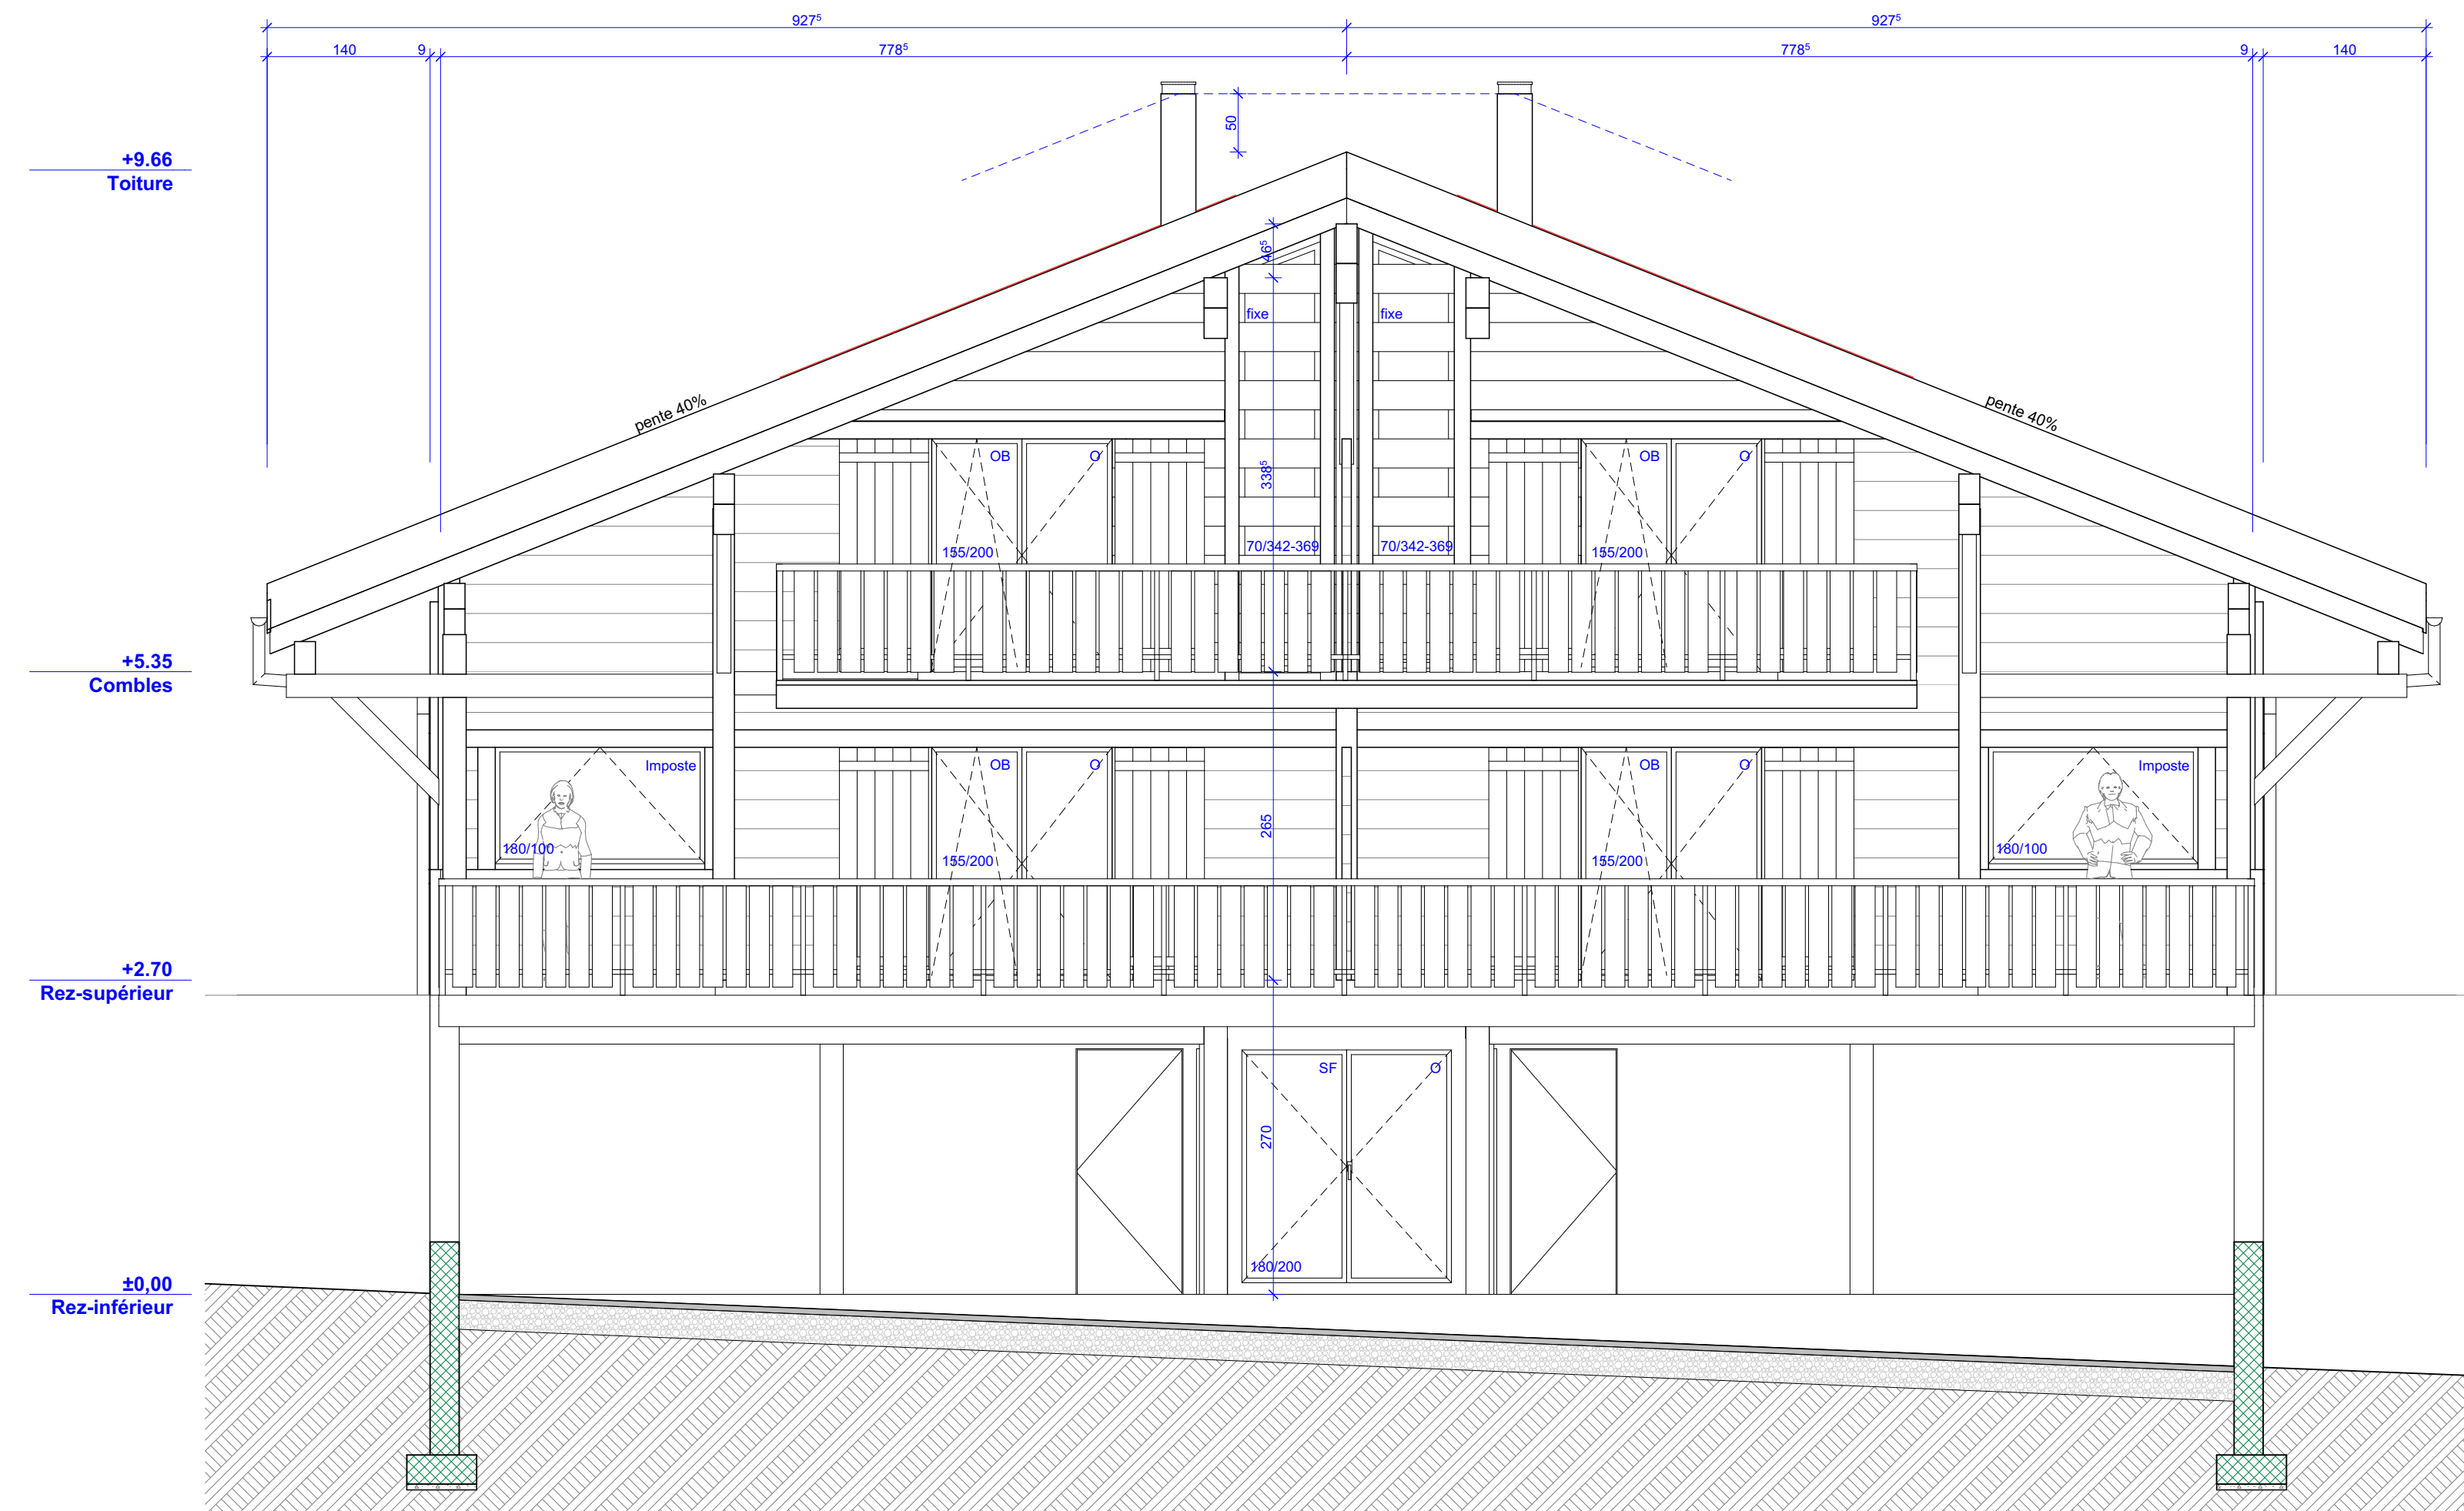 927⁵ 927⁵
140 9 778⁵ 778⁵ 9 140
50
+9.66
Toiture
46⁵
fixe fixe
pente 40% pente 40%
OB O OB O
338⁵
155/200 70/342-369 70/342-369 155/200
+5.35
Combles
Imposte OB O OB O Imposte
265
180/100 155/200 155/200 180/100
+2.70
Rez-supérieur
SF O
270
180/200
±0,00
Rez-inférieur